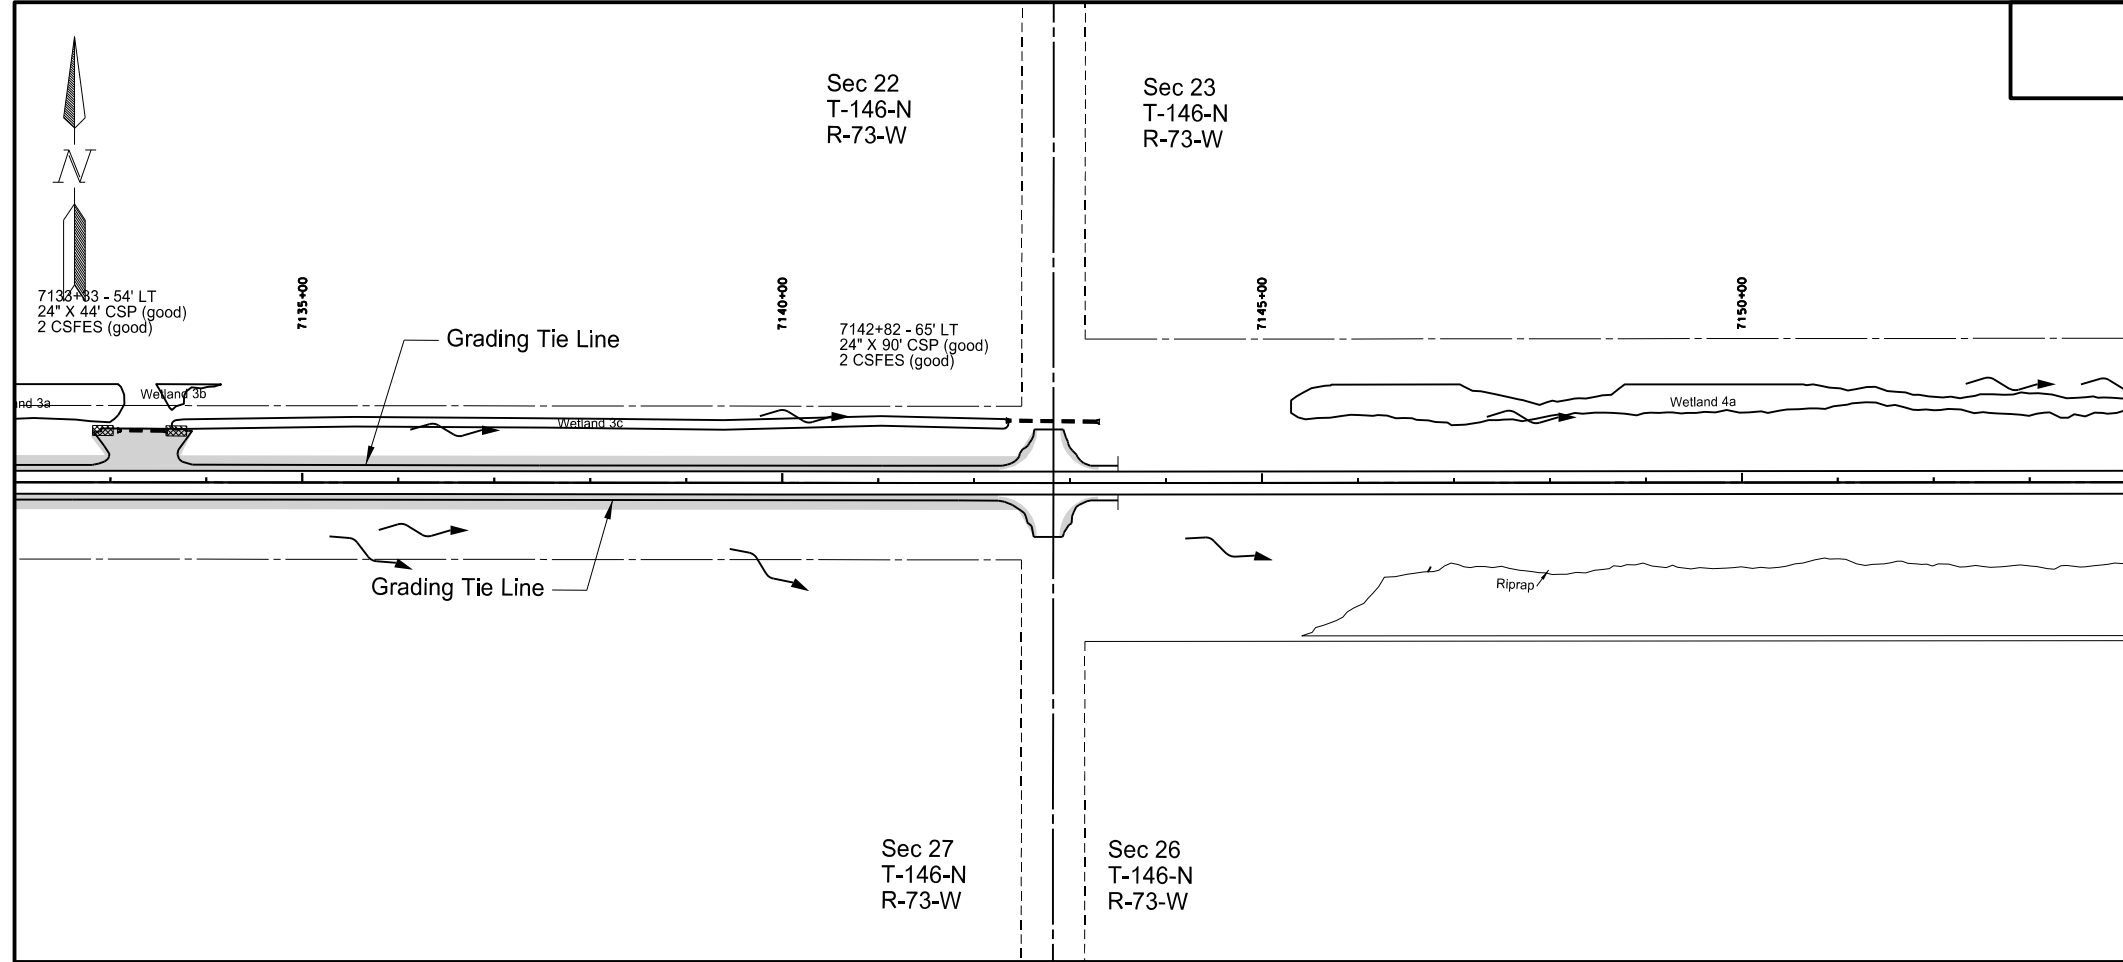 Sec 22
T-146-N
R-73-W
Sec 23
T-146-N
R-73-W
N
7133+33 - 54' LT
24" X 44' CSP (good)
2 CSFES (good)
7135+00
7140+00
7145+00
7150+00
Grading Tie Line
7142+82 - 65' LT
24" X 90' CSP (good)
2 CSFES (good)
3a
Wetland 3b
Wetland 3c
Wetland 4a
Grading Tie Line
Riprap
Sec 27
T-146-N
R-73-W
Sec 26
T-146-N
R-73-W